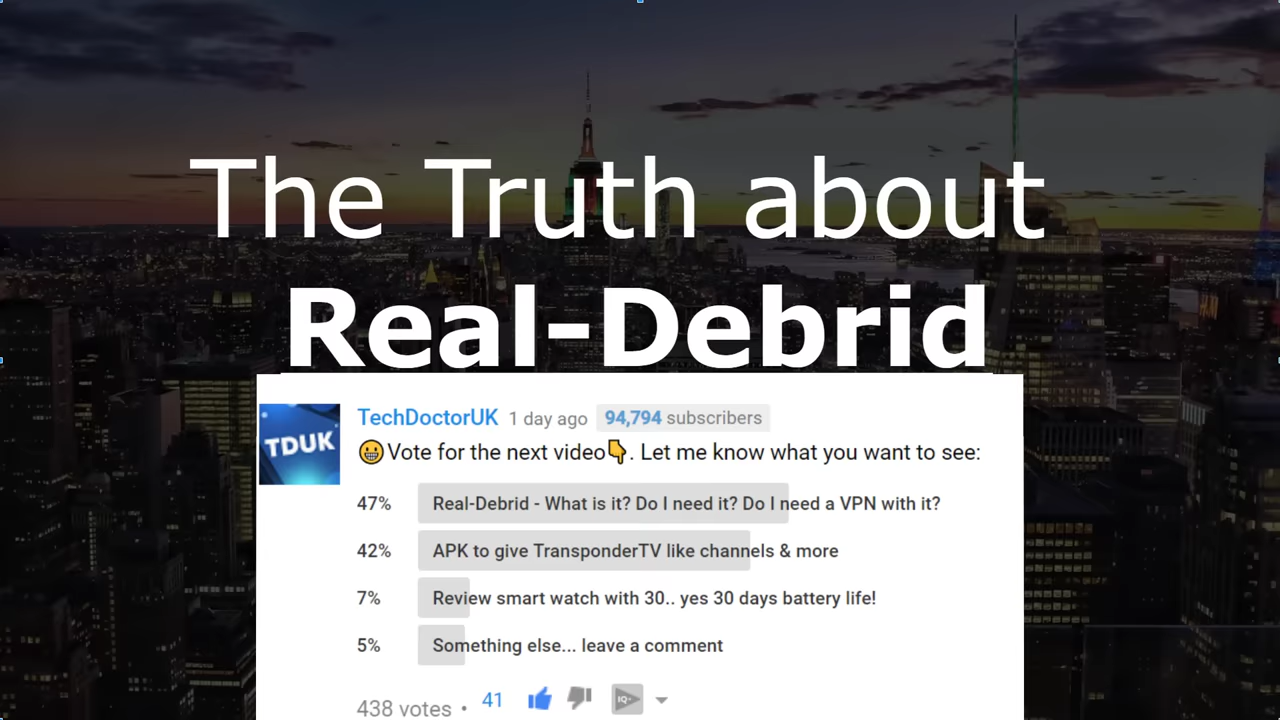 The Truth about
Real-Debrid
TDUK
TechDoctorUK 1 day ago 94,794 subscribers
😀Vote for the next video👇. Let me know what you want to see:
47% Real-Debrid - What is it? Do I need it? Do I need a VPN with it?
42% APK to give TransponderTV like channels & more
7% Review smart watch with 30.. yes 30 days battery life!
5% Something else... leave a comment
438 votes • 41 IQ+